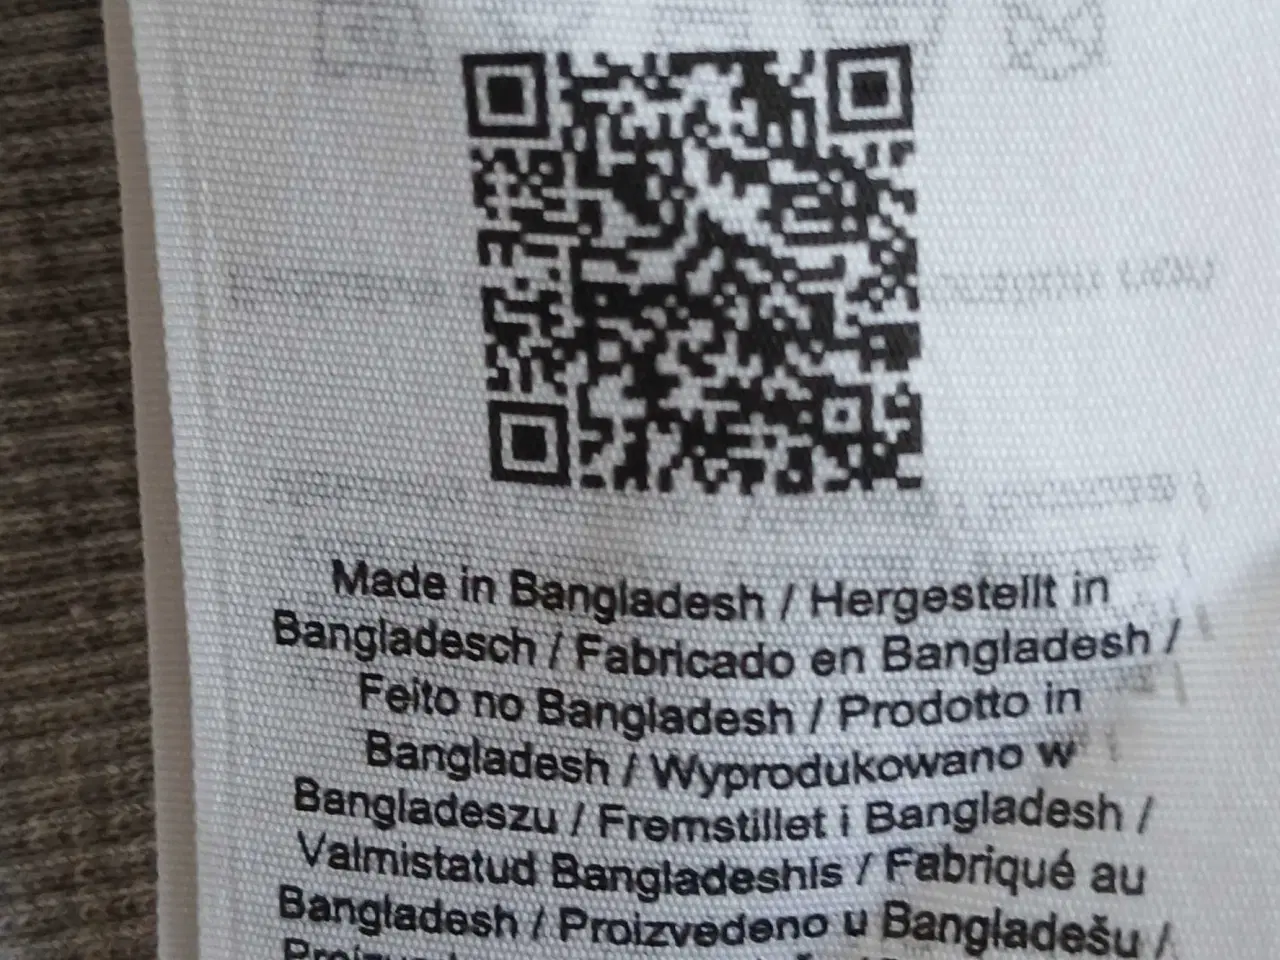 Made in Bangladesh / Hergestellt in
Bangladesch / Fabricado en Bangladesh /
Feito no Bangladesh / Prodotto in
Bangladesh / Wyprodukowano w
Bangladeszu / Fremstillet i Bangladesh /
Valmistatud Bangladeshis / Fabriqué au
Bangladesh / Proizvedeno u Bangladešu /